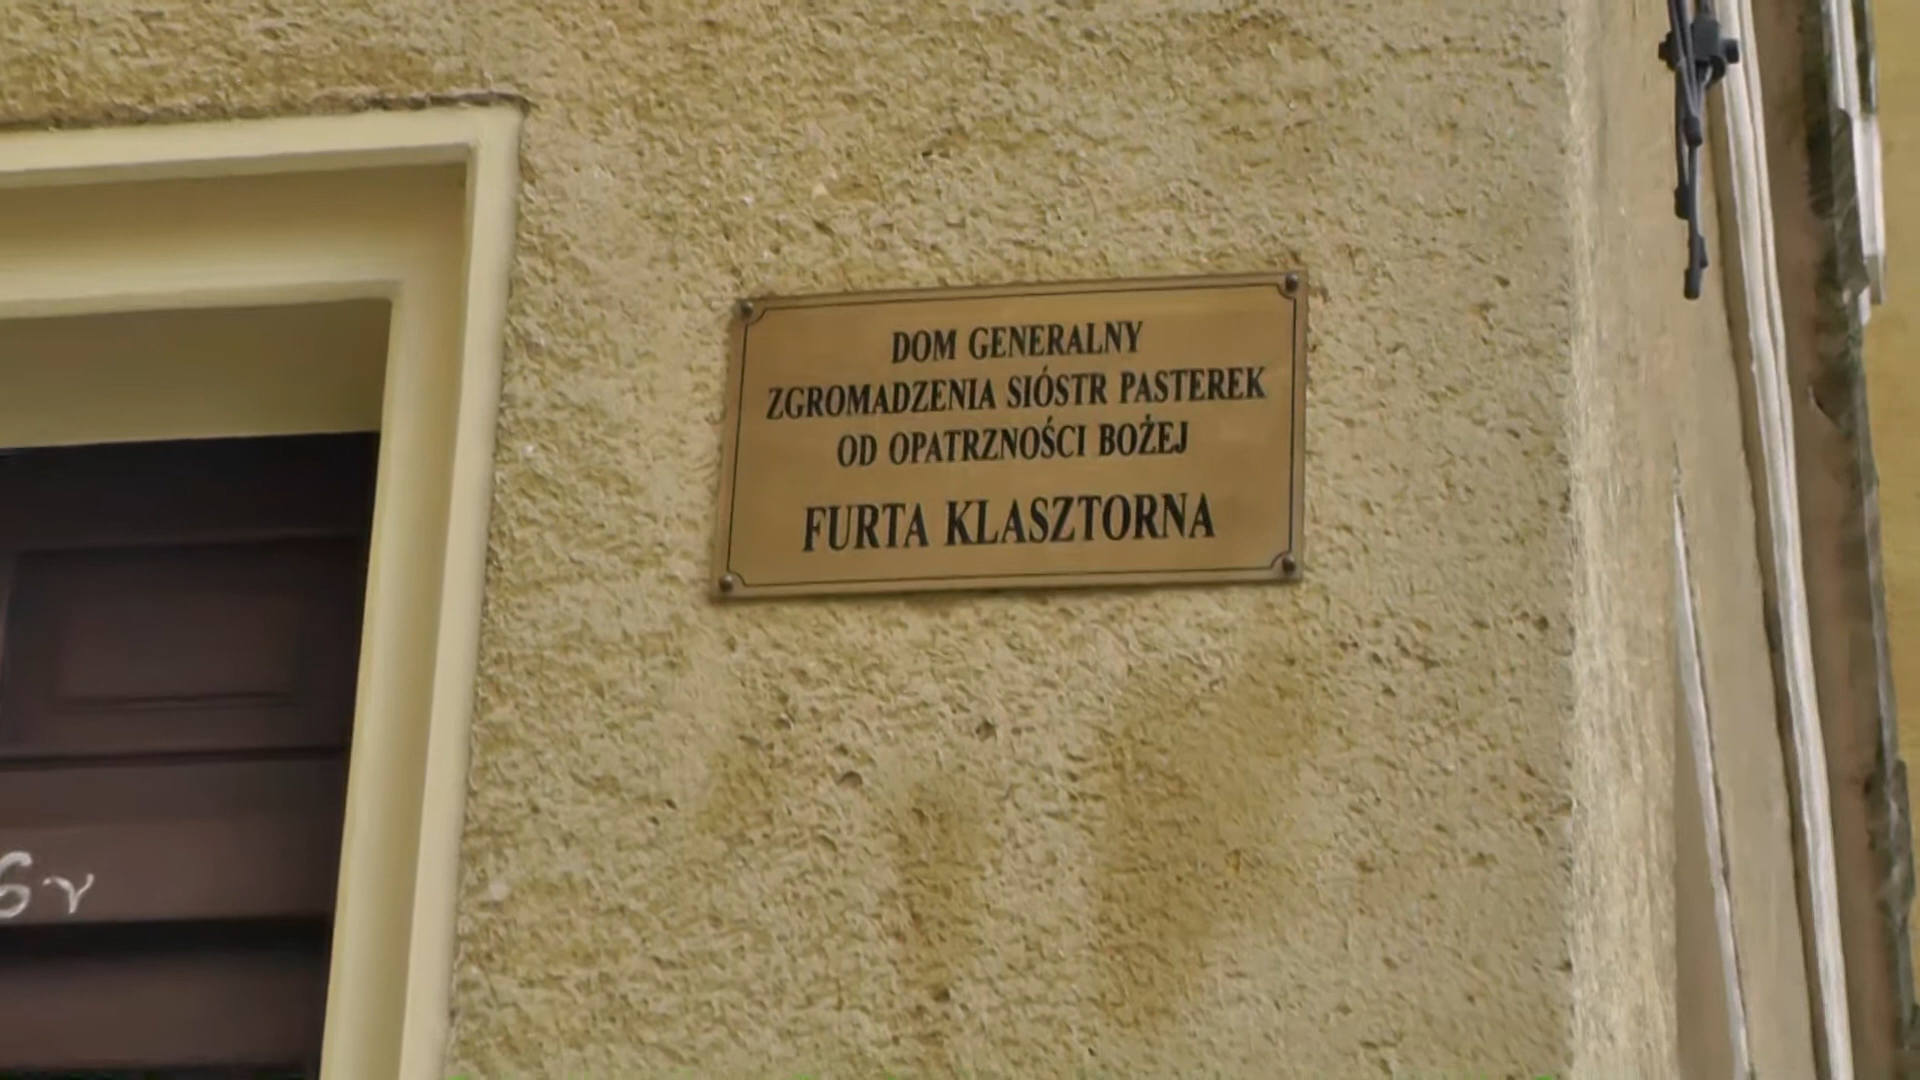 DOM GENERALNY
ZGROMADZENIA SIÓSTR PASTEREK
OD OPATRZNOŚCI BOŻEJ
FURTA KLASZTORNA